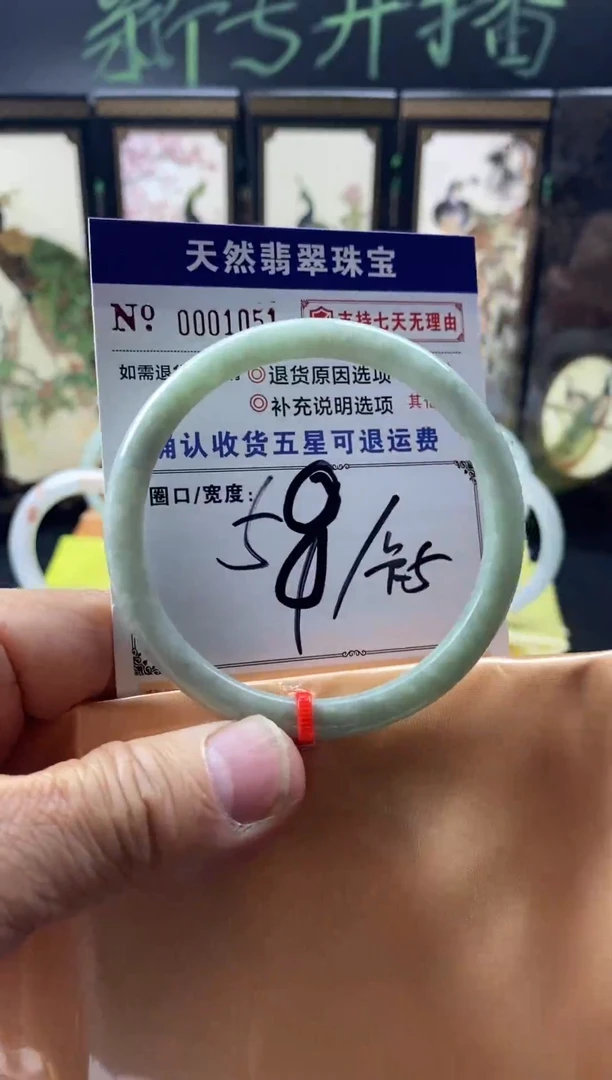 新号开播
天然翡翠珠宝
Nº 0001051
支持七天无理由
如需退
◎退货原因选项
◎补充说明选项 其他
确认收货五星可退运费
圈口/宽度:
58/